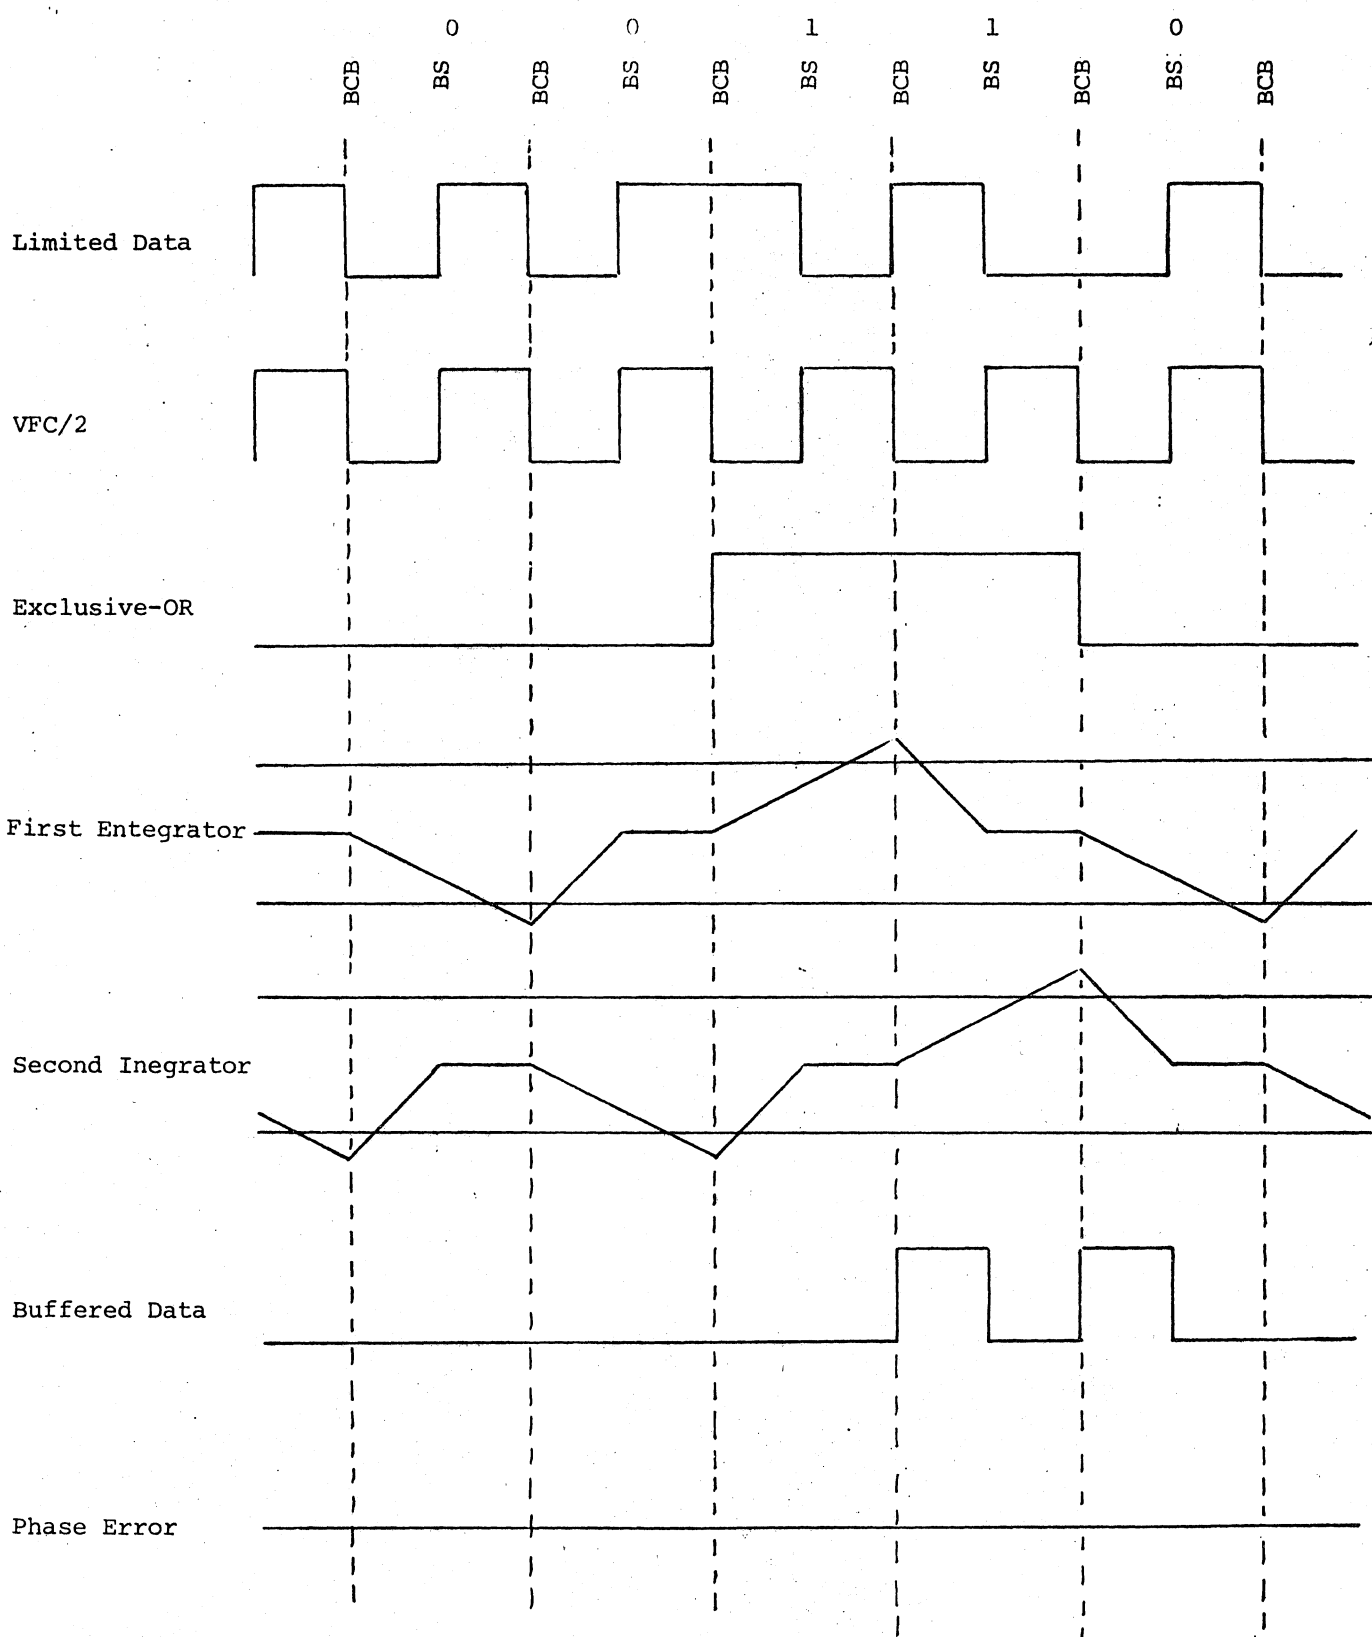 0 0 1 1 0
BCB BS BCB BS BCB BS BCB BS BCB BS BCB
Limited Data
VFC/2
Exclusive-OR
First Entegrator
Second Inegrator
Buffered Data
Phase Error